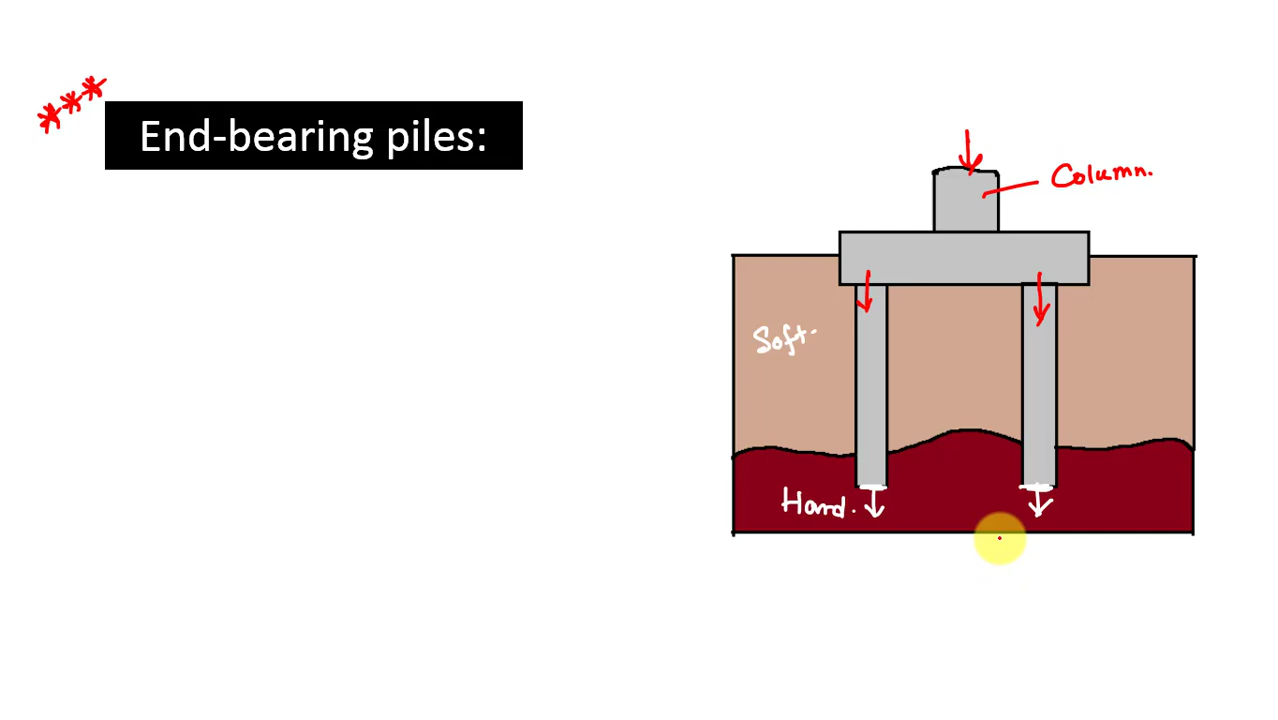 ***
End-bearing piles:
Column.
Soft.
Hard.